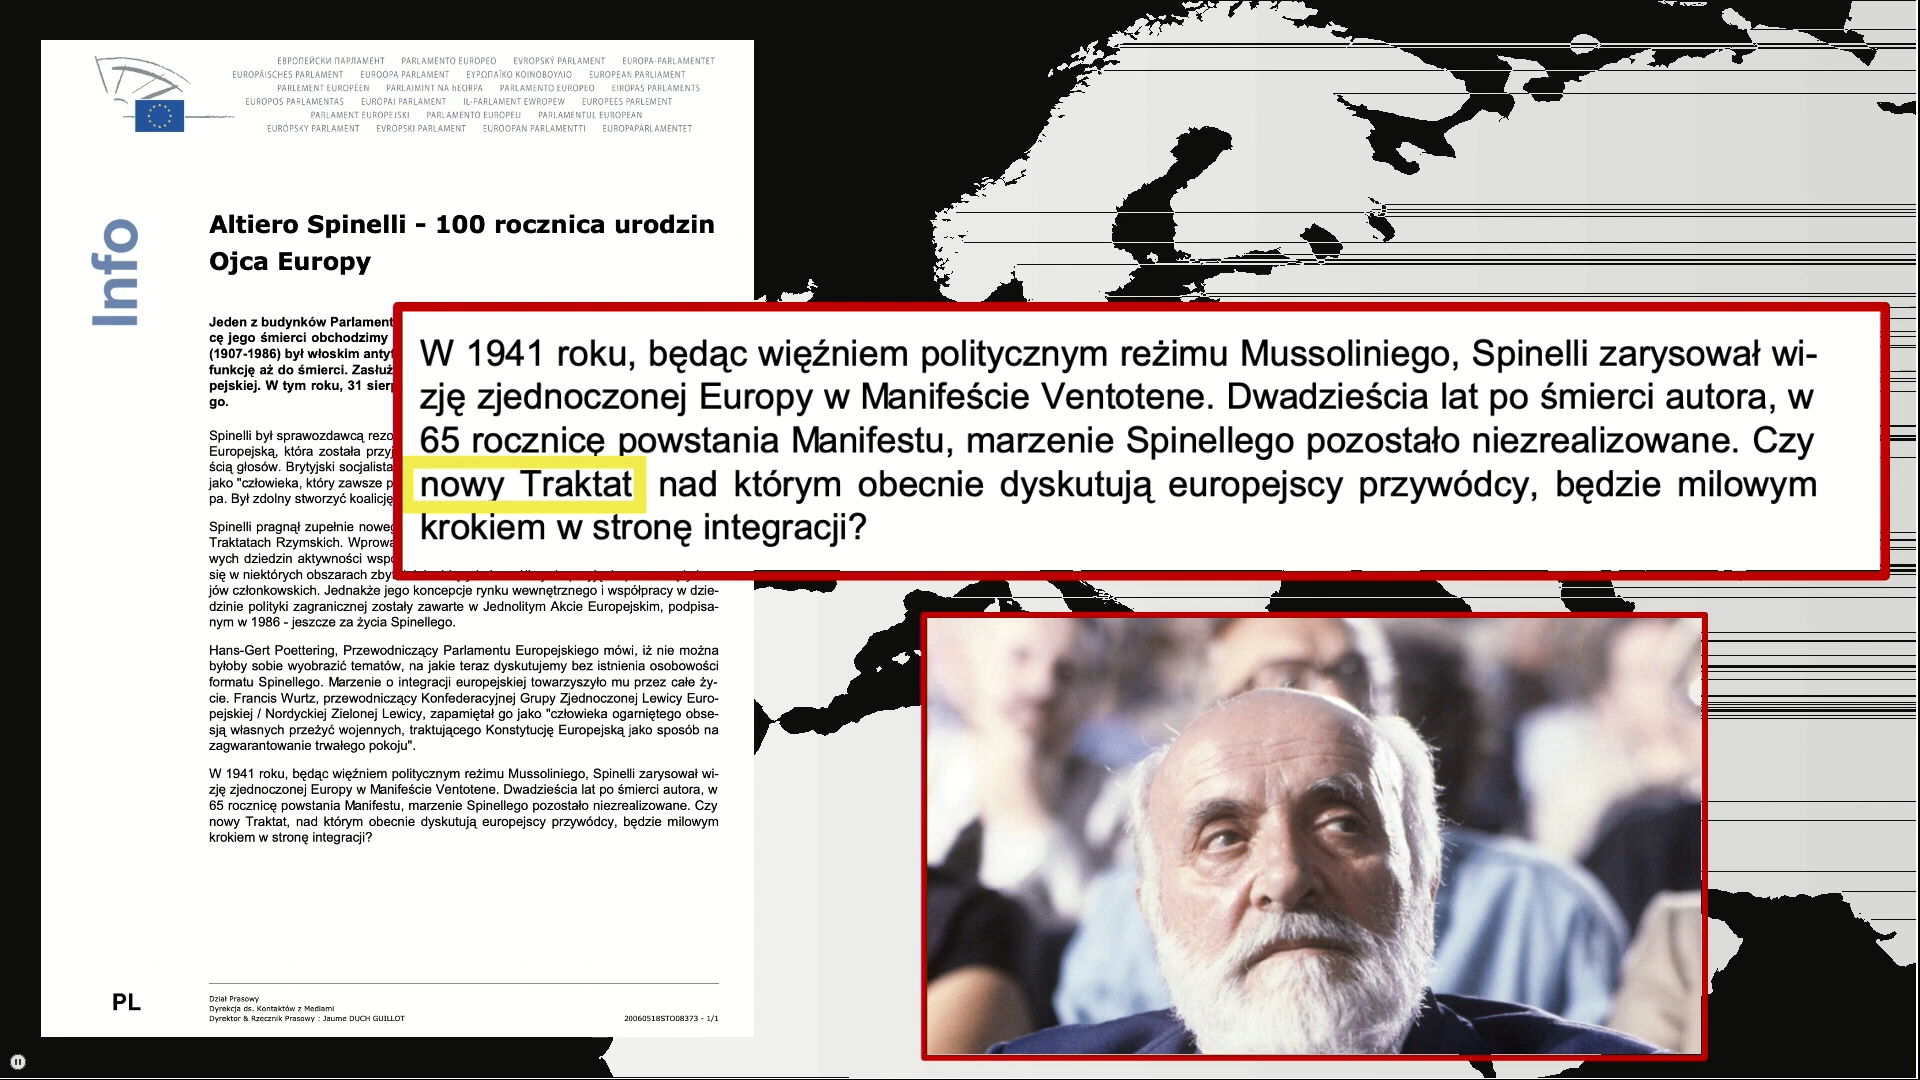 ЕВРОПЕЙСКИ ПАРЛАМЕНТ PARLAMENTO EUROPEO EVROPSKÝ PARLAMENT EUROPA-PARLAMENTET
EUROPÄISCHES PARLAMENT EUROOPA PARLAMENT ΕΥΡΩΠΑΪΚΟ ΚΟΙΝΟΒΟΥΛΙΟ EUROPEAN PARLIAMENT
PARLEMENT EUROPÉEN PARLAIMINT NA hEORPA PARLAMENTO EUROPEO EIROPAS PARLAMENTS
EUROPOS PARLAMENTAS EURÓPAI PARLAMENT IL-PARLAMENT EWROPEW EUROPEES PARLEMENT
PARLAMENT EUROPEJSKI PARLAMENTO EUROPEU PARLAMENTUL EUROPEAN
EURÓPSKY PARLAMENT EVROPSKI PARLAMENT EUROOPAN PARLAMENTTI EUROPAPARLAMENTET
Info
Altiero Spinelli - 100 rocznica urodzin
Ojca Europy
Jeden z budynków Parlament
cę jego śmierci obchodzimy
(1907-1986) był włoskim anty
funkcję aż do śmierci. Zasłuż
pejskiej. W tym roku, 31 sierp
go.
Spinelli był sprawozdawcą rezo
Europejską, która została przyj
ścią głosów. Brytyjski socjalista
jako "człowieka, który zawsze p
pa. Był zdolny stworzyć koalicję
Spinelli pragnął zupełnie noweg
Traktatach Rzymskich. Wprowa
wych dziedzin aktywności wspó
się w niektórych obszarach zby
jów członkowskich. Jednakże jego koncepcje rynku wewnętrznego i współpracy w dzie-
dzinie polityki zagranicznej zostały zawarte w Jednolitym Akcie Europejskim, podpisa-
nym w 1986 - jeszcze za życia Spinellego.
Hans-Gert Poettering, Przewodniczący Parlamentu Europejskiego mówi, iż nie można
byłoby sobie wyobrazić tematów, na jakie teraz dyskutujemy bez istnienia osobowości
formatu Spinellego. Marzenie o integracji europejskiej towarzyszyło mu przez całe ży-
cie. Francis Wurtz, przewodniczący Konfederacyjnej Grupy Zjednoczonej Lewicy Euro-
pejskiej / Nordyckiej Zielonej Lewicy, zapamiętał go jako "człowieka ogarniętego obse-
sją własnych przeżyć wojennych, traktującego Konstytucję Europejską jako sposób na
zagwarantowanie trwałego pokoju".
W 1941 roku, będąc więźniem politycznym reżimu Mussoliniego, Spinelli zarysował wi-
zję zjednoczonej Europy w Manifeście Ventotene. Dwadzieścia lat po śmierci autora, w
65 rocznicę powstania Manifestu, marzenie Spinellego pozostało niezrealizowane. Czy
nowy Traktat, nad którym obecnie dyskutują europejscy przywódcy, będzie milowym
krokiem w stronę integracji?
PL
Dział Prasowy
Dyrekcja ds. Kontaktów z Mediami
Dyrektor & Rzecznik Prasowy : Jaume DUCH GUILLOT
20060518STO08373 - 1/1
W 1941 roku, będąc więźniem politycznym reżimu Mussoliniego, Spinelli zarysował wi-
zję zjednoczonej Europy w Manifeście Ventotene. Dwadzieścia lat po śmierci autora, w
65 rocznicę powstania Manifestu, marzenie Spinellego pozostało niezrealizowane. Czy
nowy Traktat nad którym obecnie dyskutują europejscy przywódcy, będzie milowym
krokiem w stronę integracji?